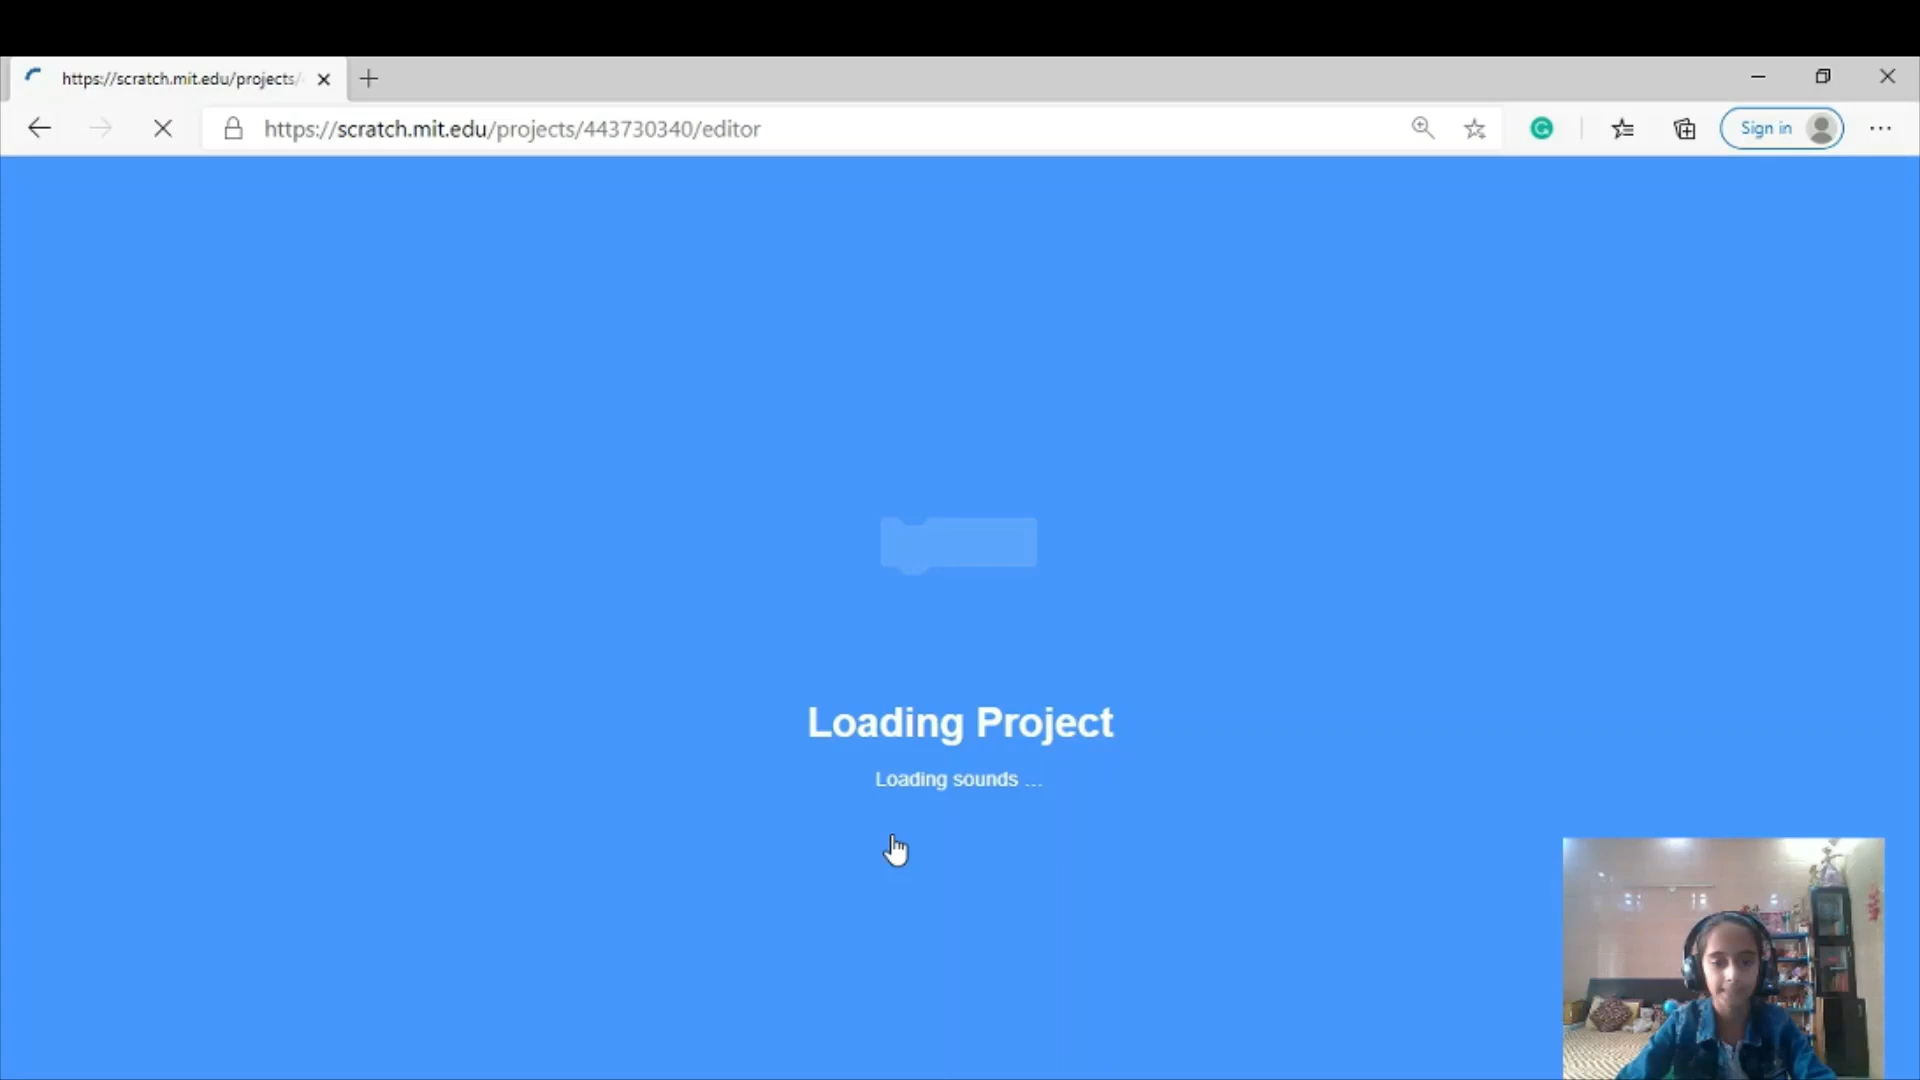 https://scratch.mit.edu/projects/
https://scratch.mit.edu/projects/443730340/editor
Sign in
Loading Project
Loading sounds ...